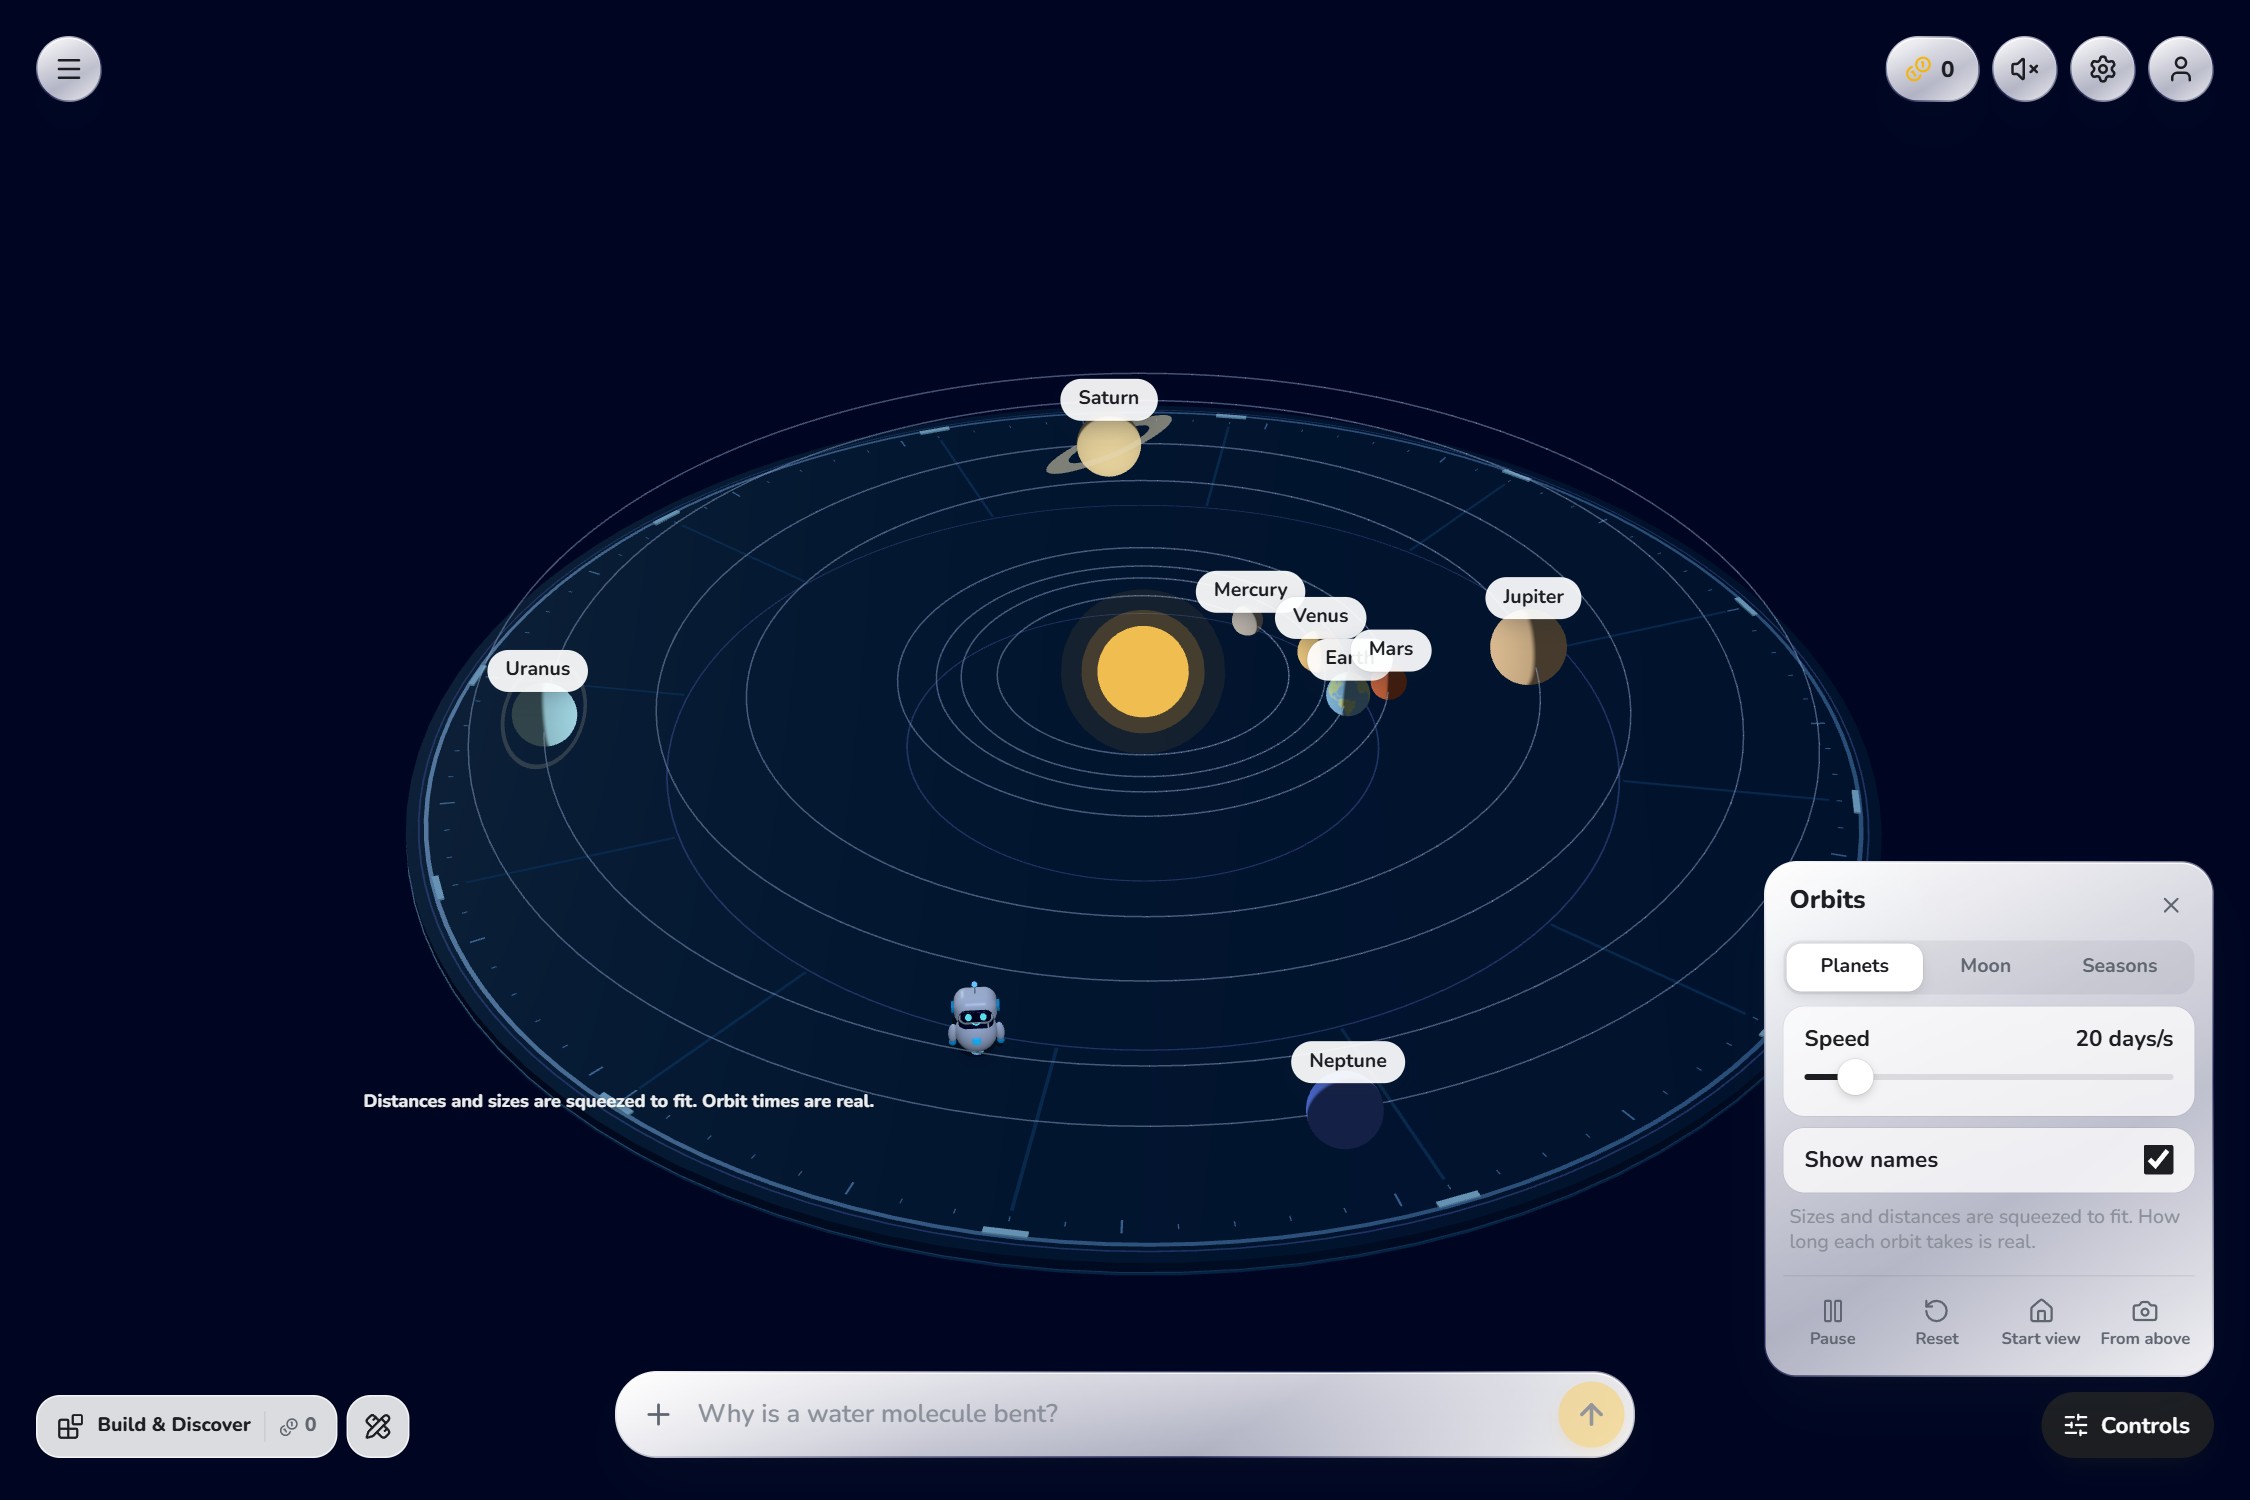 0
Saturn
Mercury
Jupiter
Venus
Mars
Earth
Uranus
Neptune
Distances and sizes are squeezed to fit. Orbit times are real.
Orbits
Planets Moon Seasons
Speed 20 days/s
Show names
Sizes and distances are squeezed to fit. How
long each orbit takes is real.
Pause Reset Start view From above
Build & Discover 0
Why is a water molecule bent?
Controls